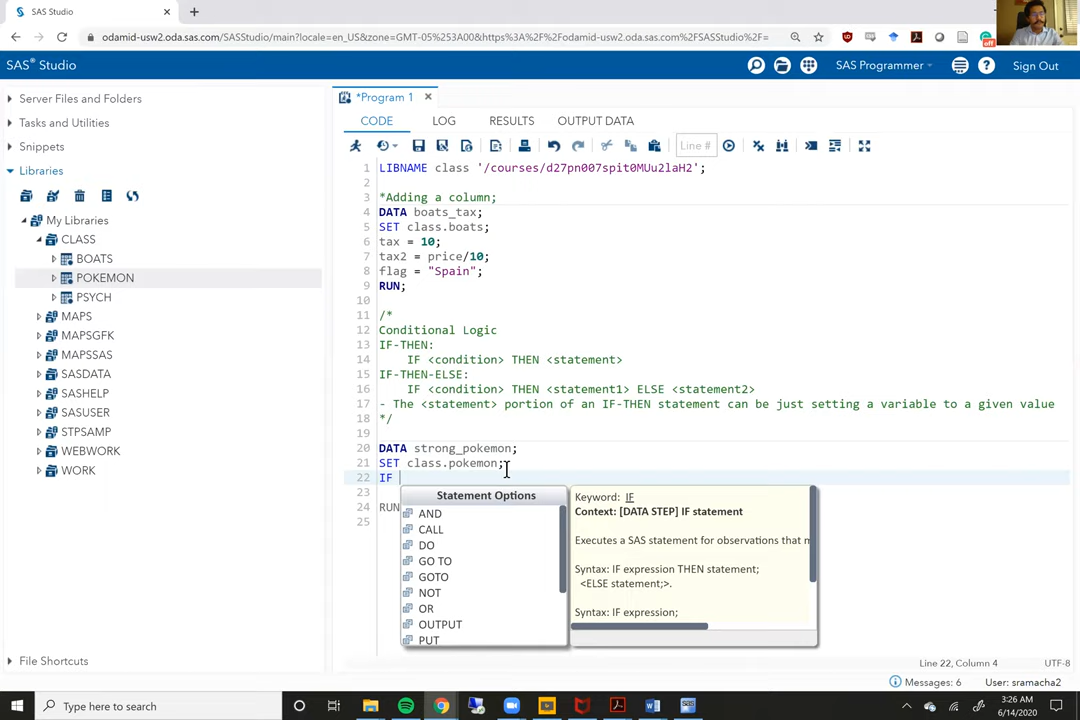 SAS Studio
odamid-usw2.oda.sas.com/SASStudio/main?locale=en_US&zone=GMT-05%253A00&https%3A%2F%2Fodamid-usw2.oda.sas.com%2FSASStudio%2F=
SAS® Studio
SAS Programmer
Sign Out
Server Files and Folders
Tasks and Utilities
Snippets
Libraries
My Libraries
CLASS
BOATS
POKEMON
PSYCH
MAPS
MAPSGFK
MAPSSAS
SASDATA
SASHELP
SASUSER
STPSAMP
WEBWORK
WORK
File Shortcuts
*Program 1
CODE LOG RESULTS OUTPUT DATA
Line #
1 LIBNAME class '/courses/d27pn007spit0MUu2laH2';
2
3 *Adding a column;
4 DATA boats_tax;
5 SET class.boats;
6 tax = 10;
7 tax2 = price/10;
8 flag = "Spain";
9 RUN;
10
11 /*
12 Conditional Logic
13 IF-THEN:
14 IF <condition> THEN <statement>
15 IF-THEN-ELSE:
16 IF <condition> THEN <statement1> ELSE <statement2>
17 - The <statement> portion of an IF-THEN statement can be just setting a variable to a given value
18 */
19
20 DATA strong_pokemon;
21 SET class.pokemon;
22 IF
23
24 RUN
25
Statement Options
AND
CALL
DO
GO TO
GOTO
NOT
OR
OUTPUT
PUT
Keyword: IF
Context: [DATA STEP] IF statement
Executes a SAS statement for observations that m
Syntax: IF expression THEN statement;
<ELSE statement;>.
Syntax: IF expression;
Line 22, Column 4
UTF-8
Messages: 6
User: sramacha2
Type here to search
3:26 AM
6/14/2020